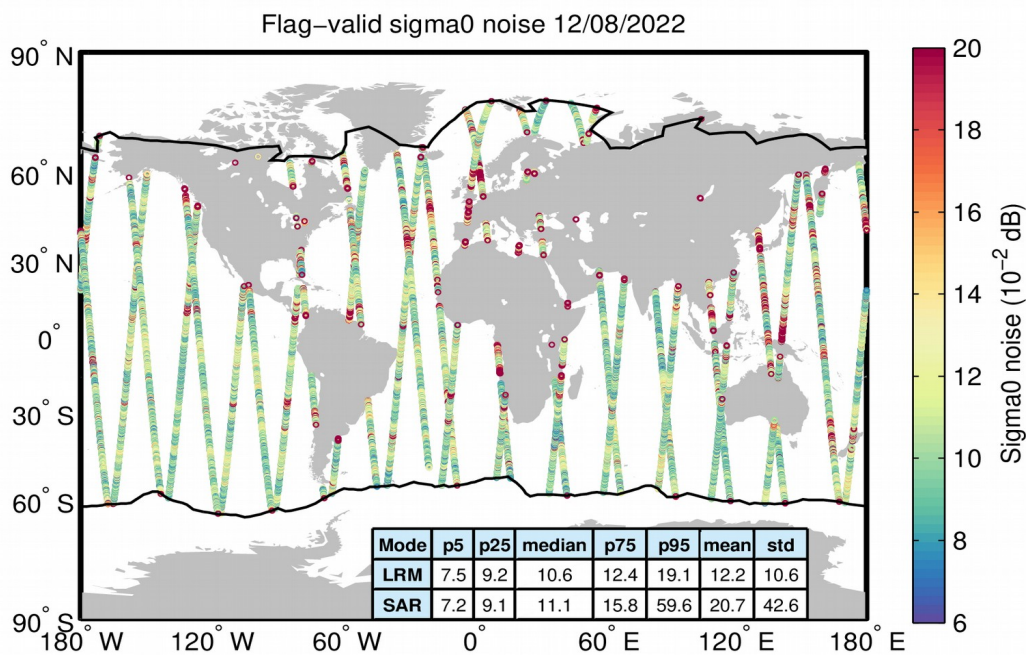 Flag−valid sigma0 noise 12/08/2022
90° N
60° N
30° N
0°
30° S
60° S
90° S
180° W
120° W
60° W
0°
60° E
120° E
180° E
Mode p5 p25 median p75 p95 mean std
LRM 7.5 9.2 10.6 12.4 19.1 12.2 10.6
SAR 7.2 9.1 11.1 15.8 59.6 20.7 42.6
20
18
16
14
12
10
8
6
Sigma0 noise (10⁻² dB)